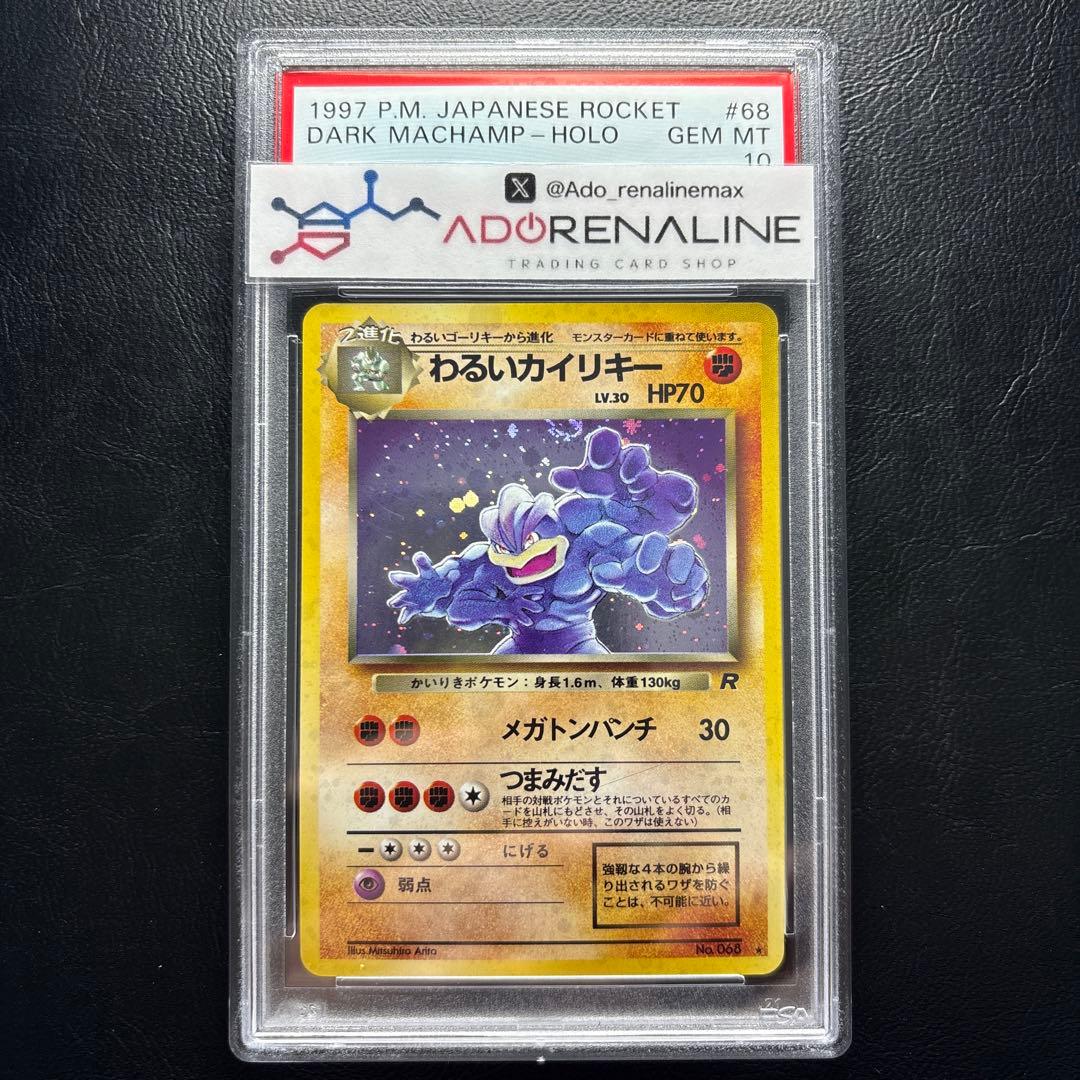 1997 P.M. JAPANESE ROCKET #68
DARK MACHAMP-HOLO GEM MT
10
@Ado_renalinemax
ADORENALINE
TRADING CARD SHOP
2進化 わるいゴーリキーから進化 モンスターカードに重ねて使います。
わるいカイリキー
LV.30 HP70
かいりきポケモン：身長1.6m、体重130kg R
メガトンパンチ 30
つまみだす
相手の対戦ポケモンとそれについているすべてのカ
ードを山札にもどさせ、その山札をよく切る。(相
手に控えがいない時、このワザは使えない)
にげる
弱点
強靱な4本の腕から繰
り出されるワザを防ぐ
ことは、不可能に近い。
Illus Mitsuhiro Arita No.068 ★